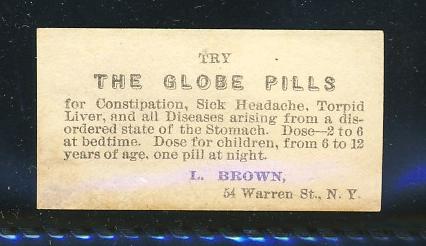 TRY
THE GLOBE PILLS
for Constipation, Sick Headache, Torpid
Liver, and all Diseases arising from a dis-
ordered state of the Stomach. Dose—2 to 6
at bedtime. Dose for children, from 6 to 12
years of age, one pill at night.
L. BROWN,
54 Warren St., N. Y.